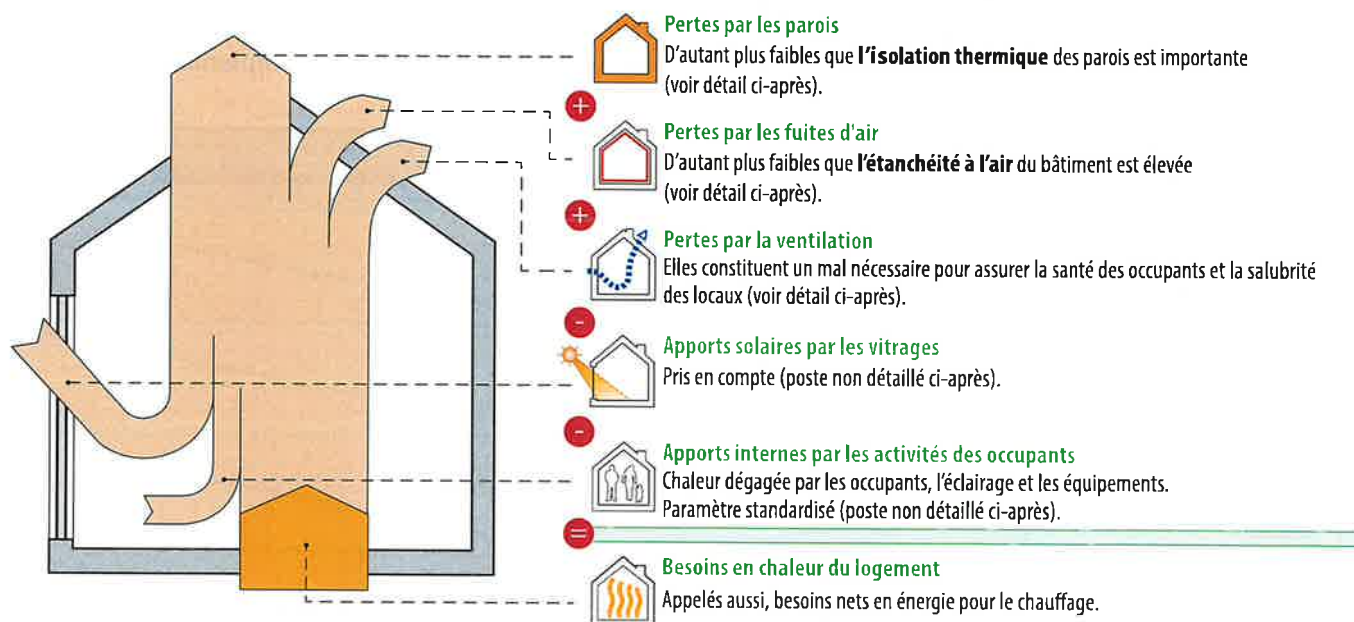 Pertes par les parois
D'autant plus faibles que l'isolation thermique des parois est importante
(voir détail ci-après).
+
Pertes par les fuites d'air
D'autant plus faibles que l'étanchéité à l'air du bâtiment est élevée
(voir détail ci-après).
+
Pertes par la ventilation
Elles constituent un mal nécessaire pour assurer la santé des occupants et la salubrité
des locaux (voir détail ci-après).
-
Apports solaires par les vitrages
Pris en compte (poste non détaillé ci-après).
-
Apports internes par les activités des occupants
Chaleur dégagée par les occupants, l'éclairage et les équipements.
Paramètre standardisé (poste non détaillé ci-après).
=
Besoins en chaleur du logement
Appelés aussi, besoins nets en énergie pour le chauffage.